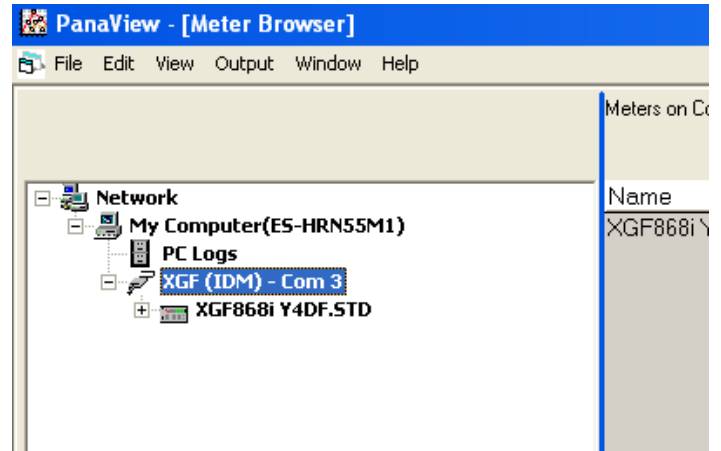 PanaView - [Meter Browser]
File Edit View Output Window Help
Meters on Co
Network
Name
My Computer(ES-HRN55M1)
XGF868i Y
PC Logs
XGF (IDM) - Com 3
XGF868i Y4DF.STD